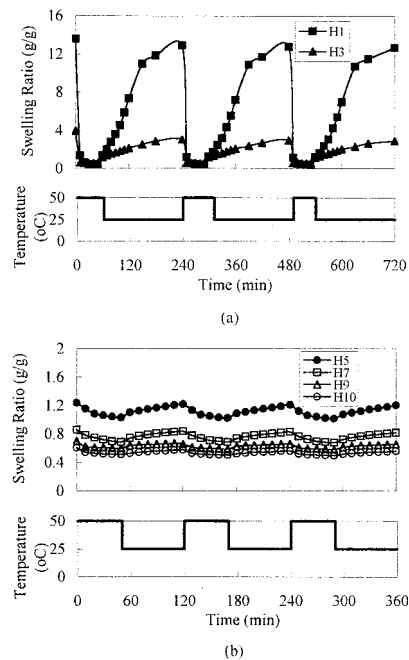 16
12
8
4
0
Swelling Ratio (g/g)
H1
H3
50
25
0
Temperature
(oC)
0 120 240 360 480 600 720
Time (min)
(a)
2
1.6
1.2
0.8
0.4
0
Swelling Ratio (g/g)
H5
H7
H9
H10
50
25
0
Temperature
(oC)
0 60 120 180 240 300 360
Time (min)
(b)